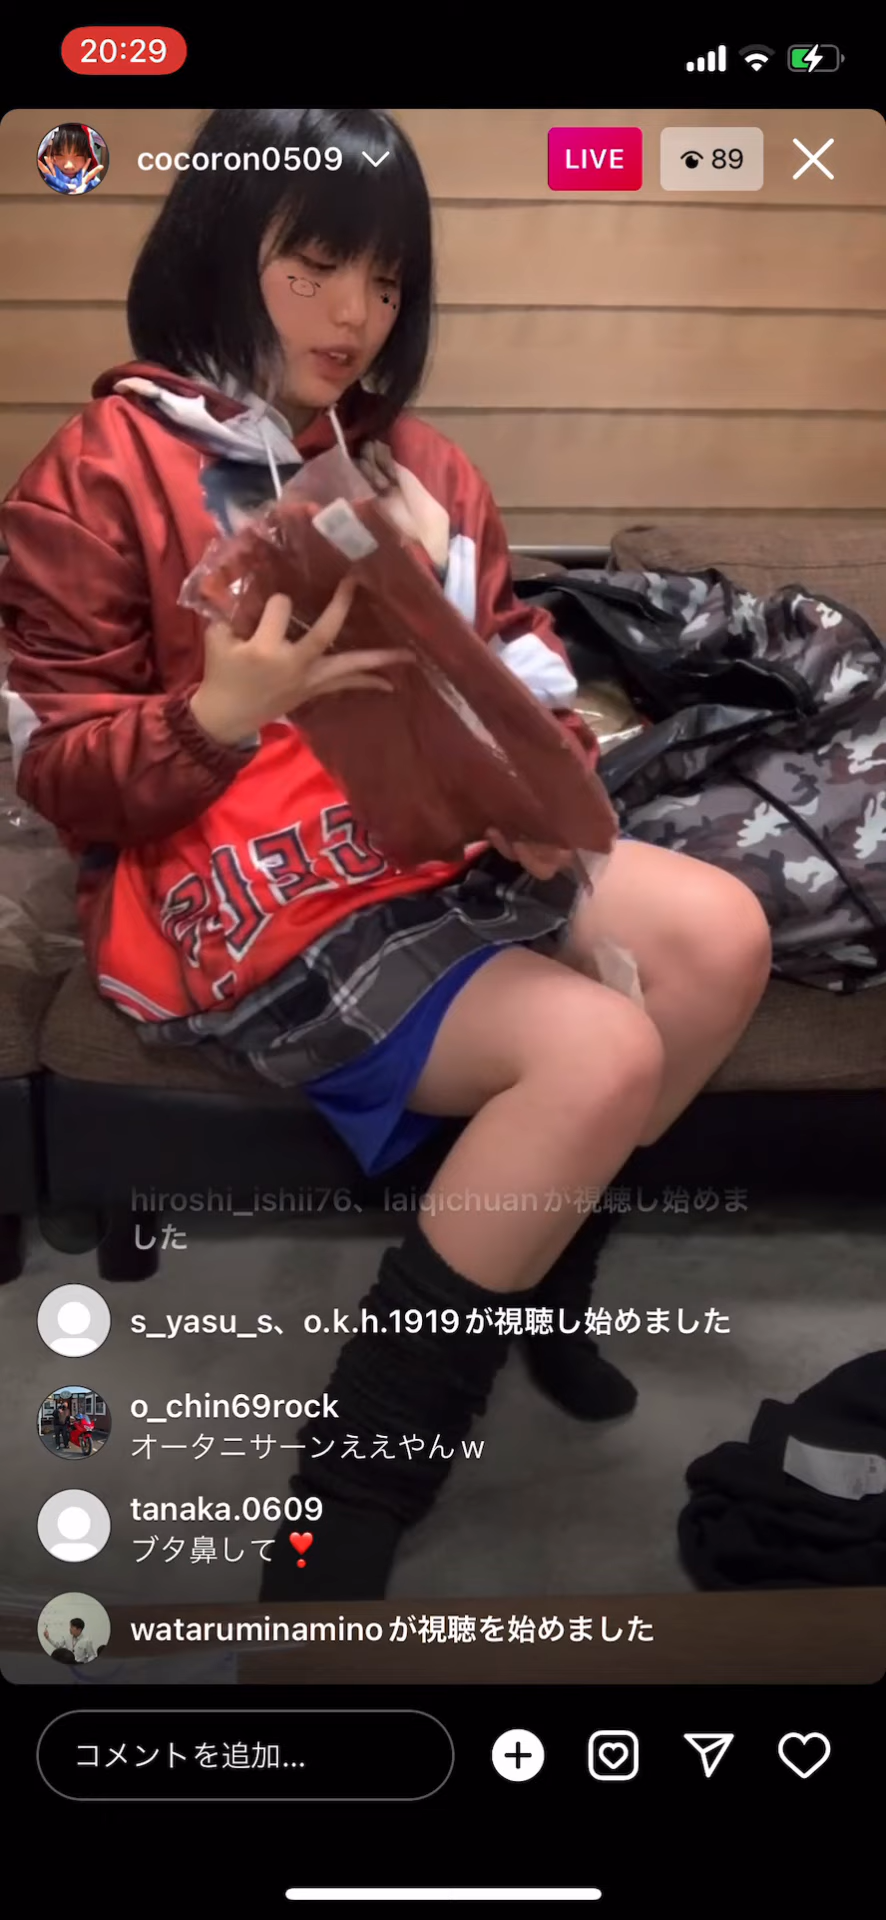 20:29
cocoron0509
LIVE
89
hiroshi_ishii76、laiqichuanが視聴し始めま
した
s_yasu_s、o.k.h.1919が視聴し始めました
o_chin69rock
オータニサーンええやんw
tanaka.0609
ブタ鼻して❣️
wataruminaminoが視聴を始めました
コメントを追加...